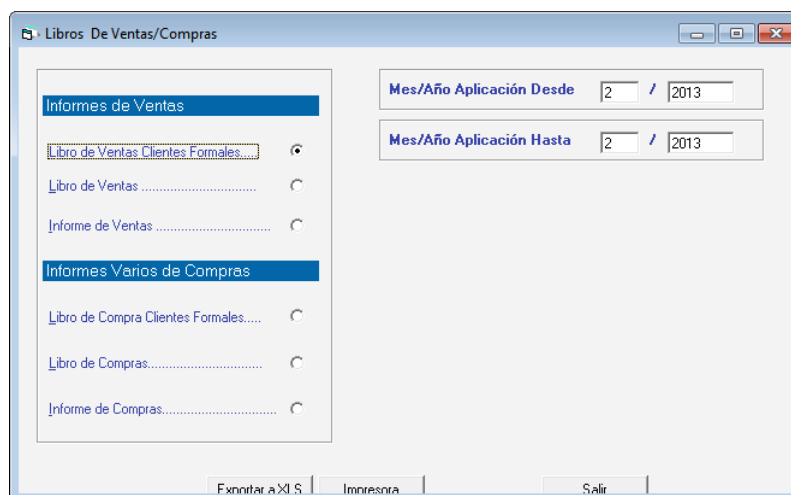 Libros De Ventas/Compras
Informes de Ventas
Libro de Ventas Clientes Formales.....
Libro de Ventas ...............................
Informe de Ventas ...............................
Informes Varios de Compras
Libro de Compra Clientes Formales.....
Libro de Compras...............................
Informe de Compras...............................
Mes/Año Aplicación Desde 2 / 2013
Mes/Año Aplicación Hasta 2 / 2013
Exportar a XLS Impresora Salir